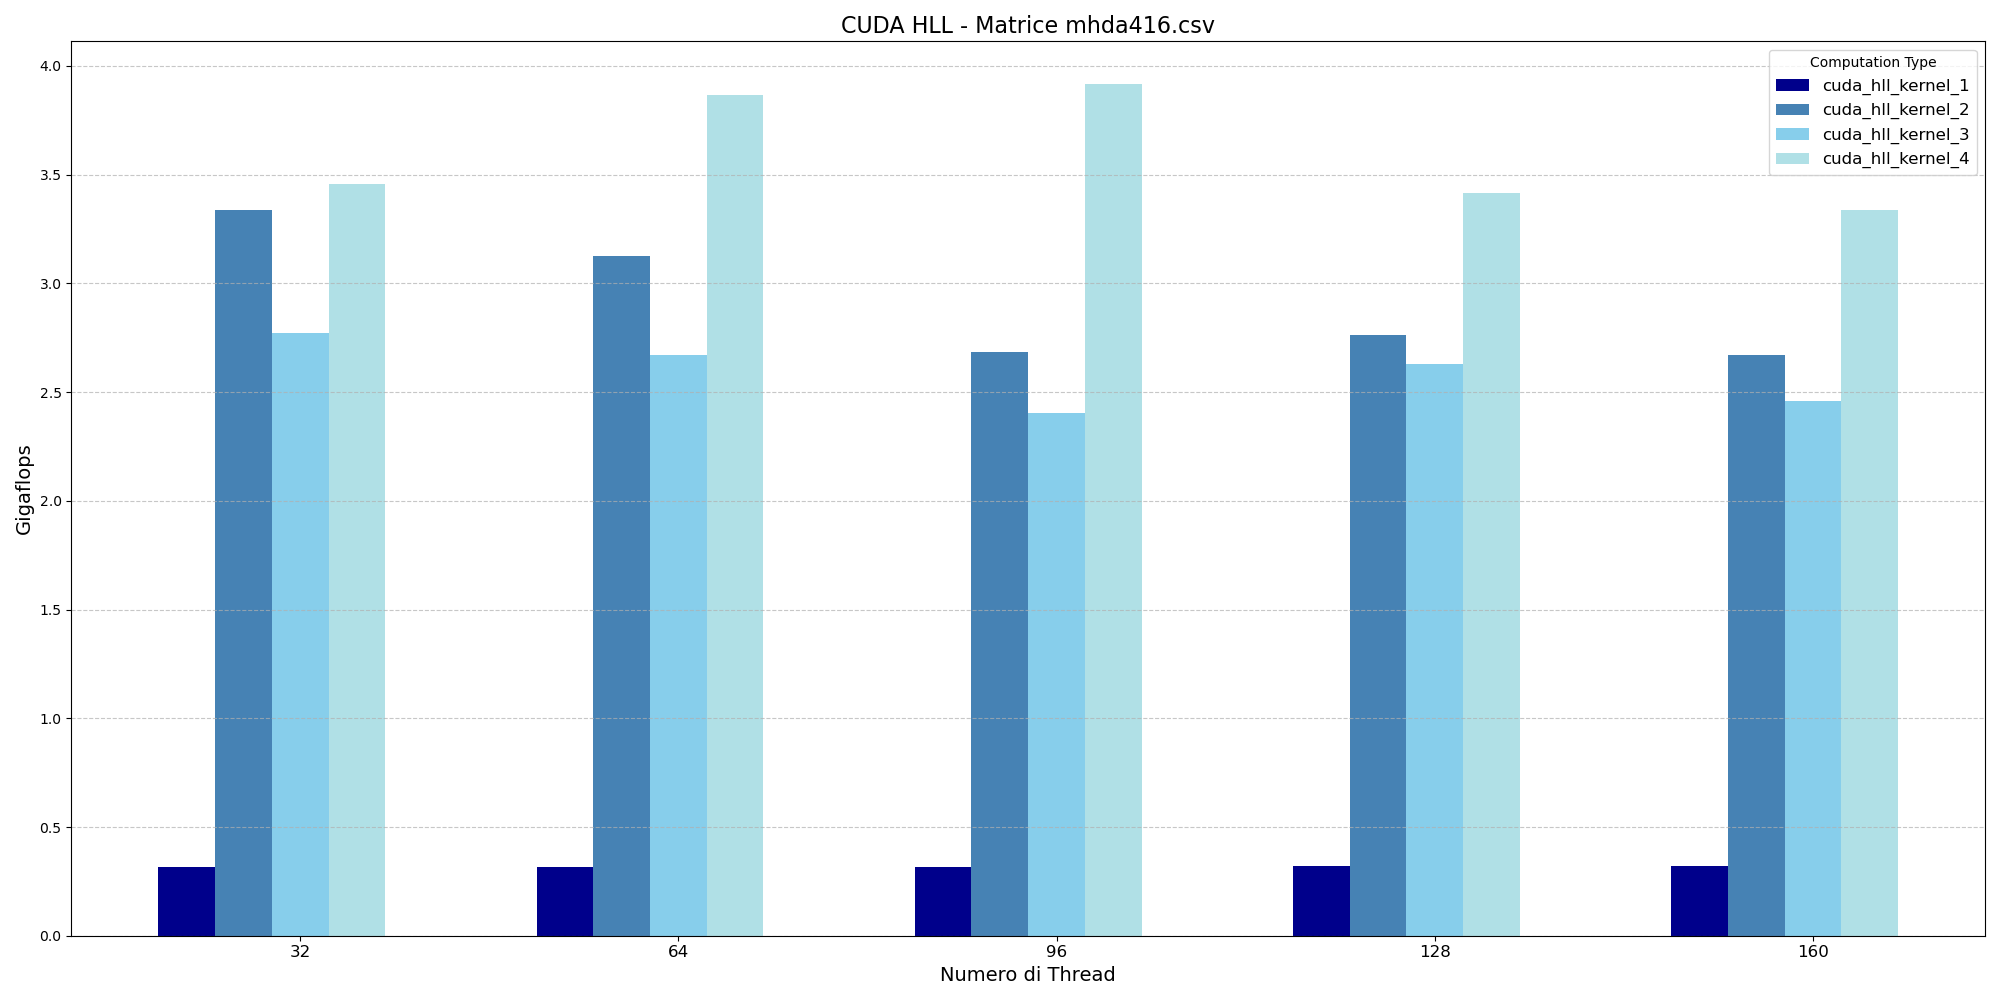 CUDA HLL - Matrice mhda416.csv
Computation Type
cuda_hll_kernel_1
cuda_hll_kernel_2
cuda_hll_kernel_3
cuda_hll_kernel_4
Gigaflops
4.0
3.5
3.0
2.5
2.0
1.5
1.0
0.5
0.0
32 64 96 128 160
Numero di Thread